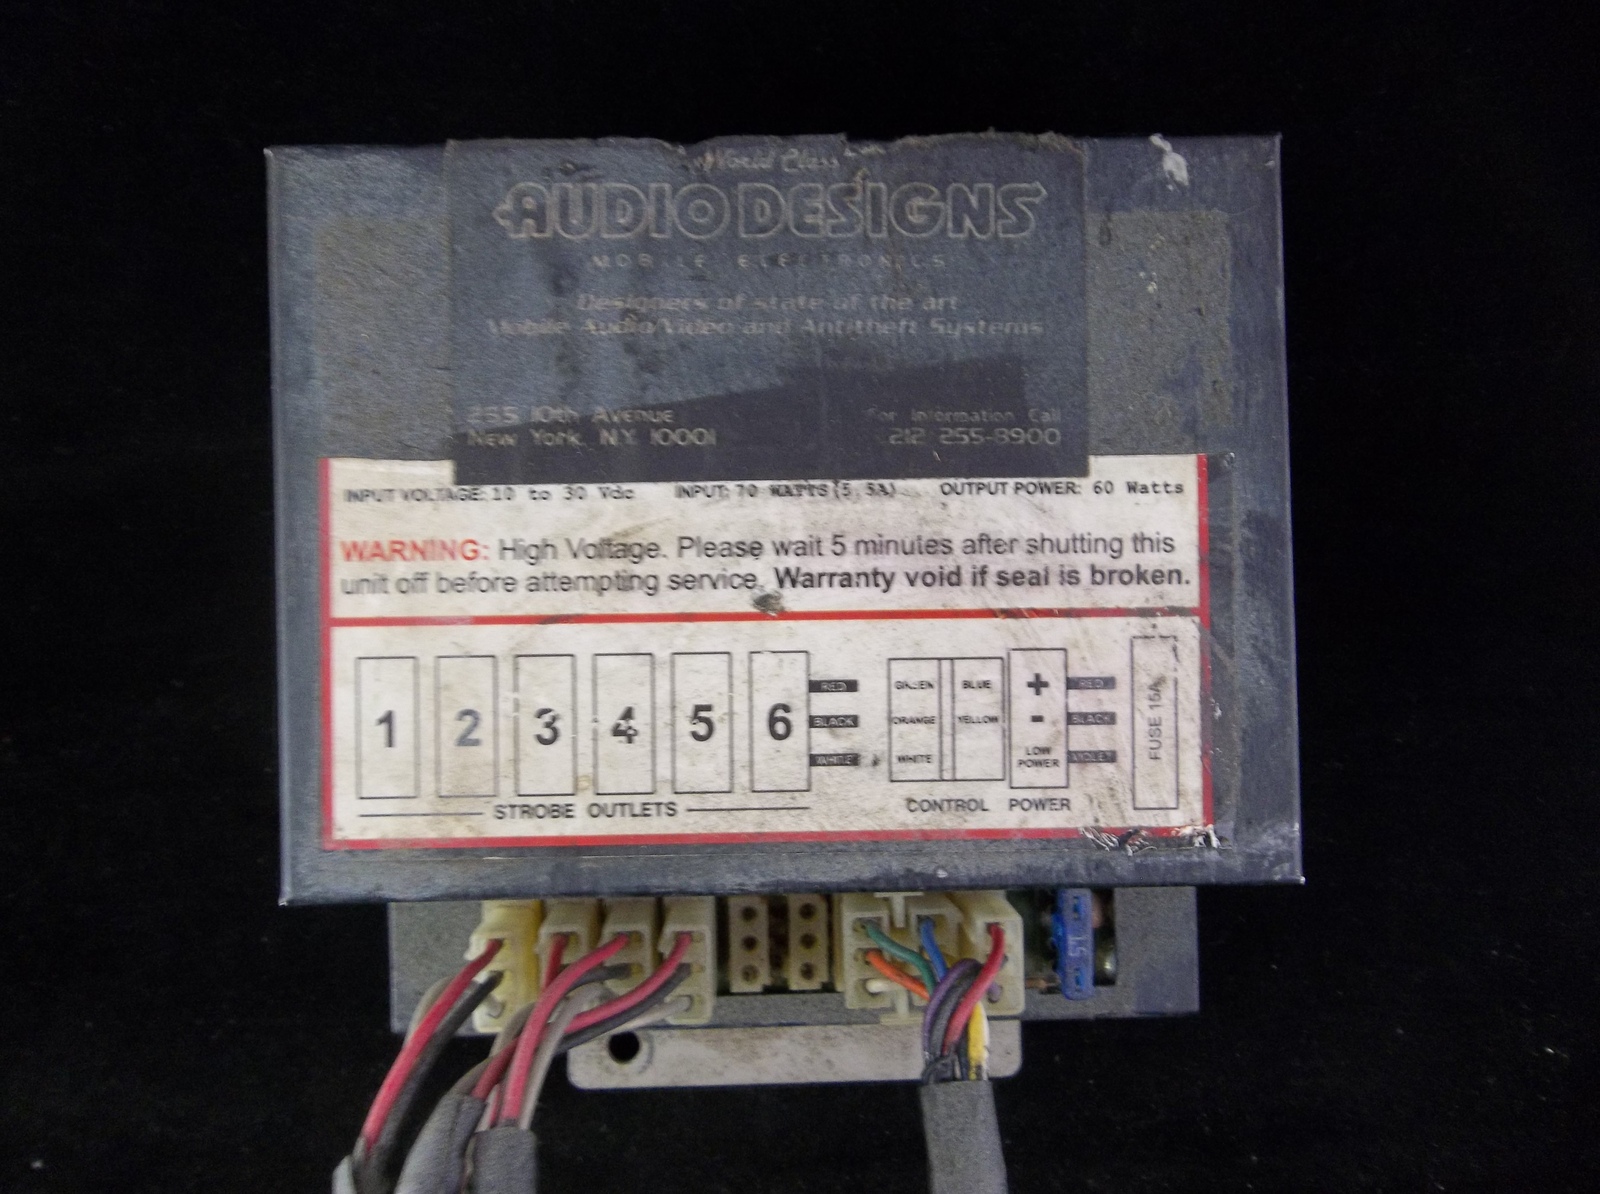 World Class
AUDIO DESIGNS
MOBILE ELECTRONICS
Designers of state of the art
Mobile Audio/Video and Antitheft Systems
10th Avenue
New York, N.Y. 10001
For Information Call
212 255-8900
INPUT VOLTAGE: 10 to 30 Vdc INPUT: 70 WATTS (5.5A) OUTPUT POWER: 60 Watts
WARNING: High Voltage. Please wait 5 minutes after shutting this
unit off before attempting service. Warranty void if seal is broken.
1 2 3 4 5 6
RED
BLACK
WHITE
STROBE OUTLETS
GREEN
ORANGE
WHITE
BLUE
YELLOW
CONTROL
+
-
LOW
POWER
POWER
RED
BLACK
VIOLET
FUSE 15A
15